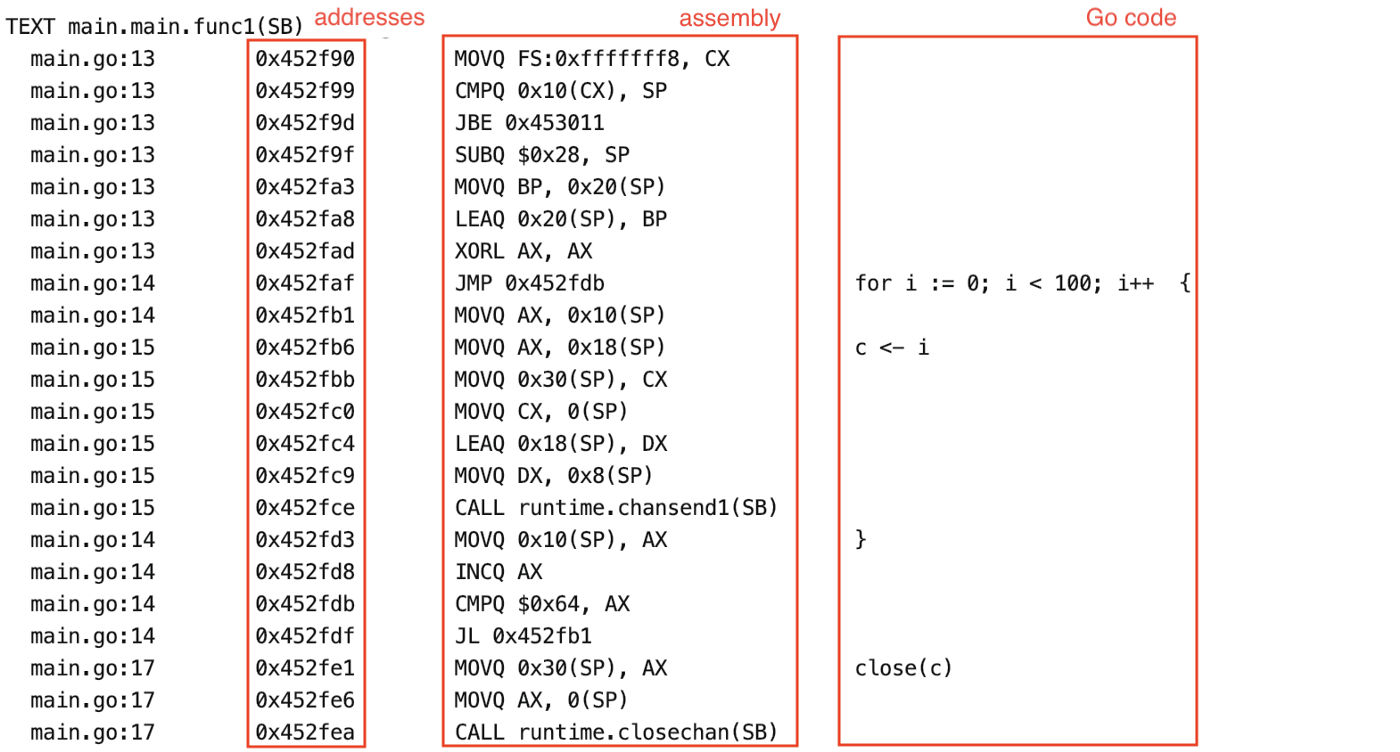 TEXT main.main.func1(SB) addresses assembly Go code
main.go:13 0x452f90 MOVQ FS:0xfffffff8, CX
main.go:13 0x452f99 CMPQ 0x10(CX), SP
main.go:13 0x452f9d JBE 0x453011
main.go:13 0x452f9f SUBQ $0x28, SP
main.go:13 0x452fa3 MOVQ BP, 0x20(SP)
main.go:13 0x452fa8 LEAQ 0x20(SP), BP
main.go:13 0x452fad XORL AX, AX
main.go:14 0x452faf JMP 0x452fdb for i := 0; i < 100; i++  {
main.go:14 0x452fb1 MOVQ AX, 0x10(SP)
main.go:15 0x452fb6 MOVQ AX, 0x18(SP) c <- i
main.go:15 0x452fbb MOVQ 0x30(SP), CX
main.go:15 0x452fc0 MOVQ CX, 0(SP)
main.go:15 0x452fc4 LEAQ 0x18(SP), DX
main.go:15 0x452fc9 MOVQ DX, 0x8(SP)
main.go:15 0x452fce CALL runtime.chansend1(SB)
main.go:14 0x452fd3 MOVQ 0x10(SP), AX }
main.go:14 0x452fd8 INCQ AX
main.go:14 0x452fdb CMPQ $0x64, AX
main.go:14 0x452fdf JL 0x452fb1
main.go:17 0x452fe1 MOVQ 0x30(SP), AX close(c)
main.go:17 0x452fe6 MOVQ AX, 0(SP)
main.go:17 0x452fea CALL runtime.closechan(SB)